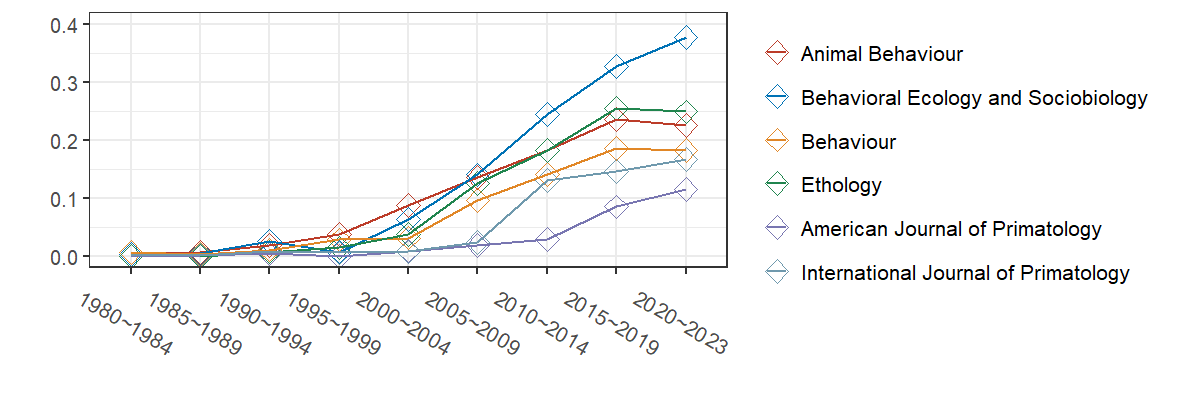 0.4
0.3
0.2
0.1
0.0
1980~1984
1985~1989
1990~1994
1995~1999
2000~2004
2005~2009
2010~2014
2015~2019
2020~2023
Animal Behaviour
Behavioral Ecology and Sociobiology
Behaviour
Ethology
American Journal of Primatology
International Journal of Primatology